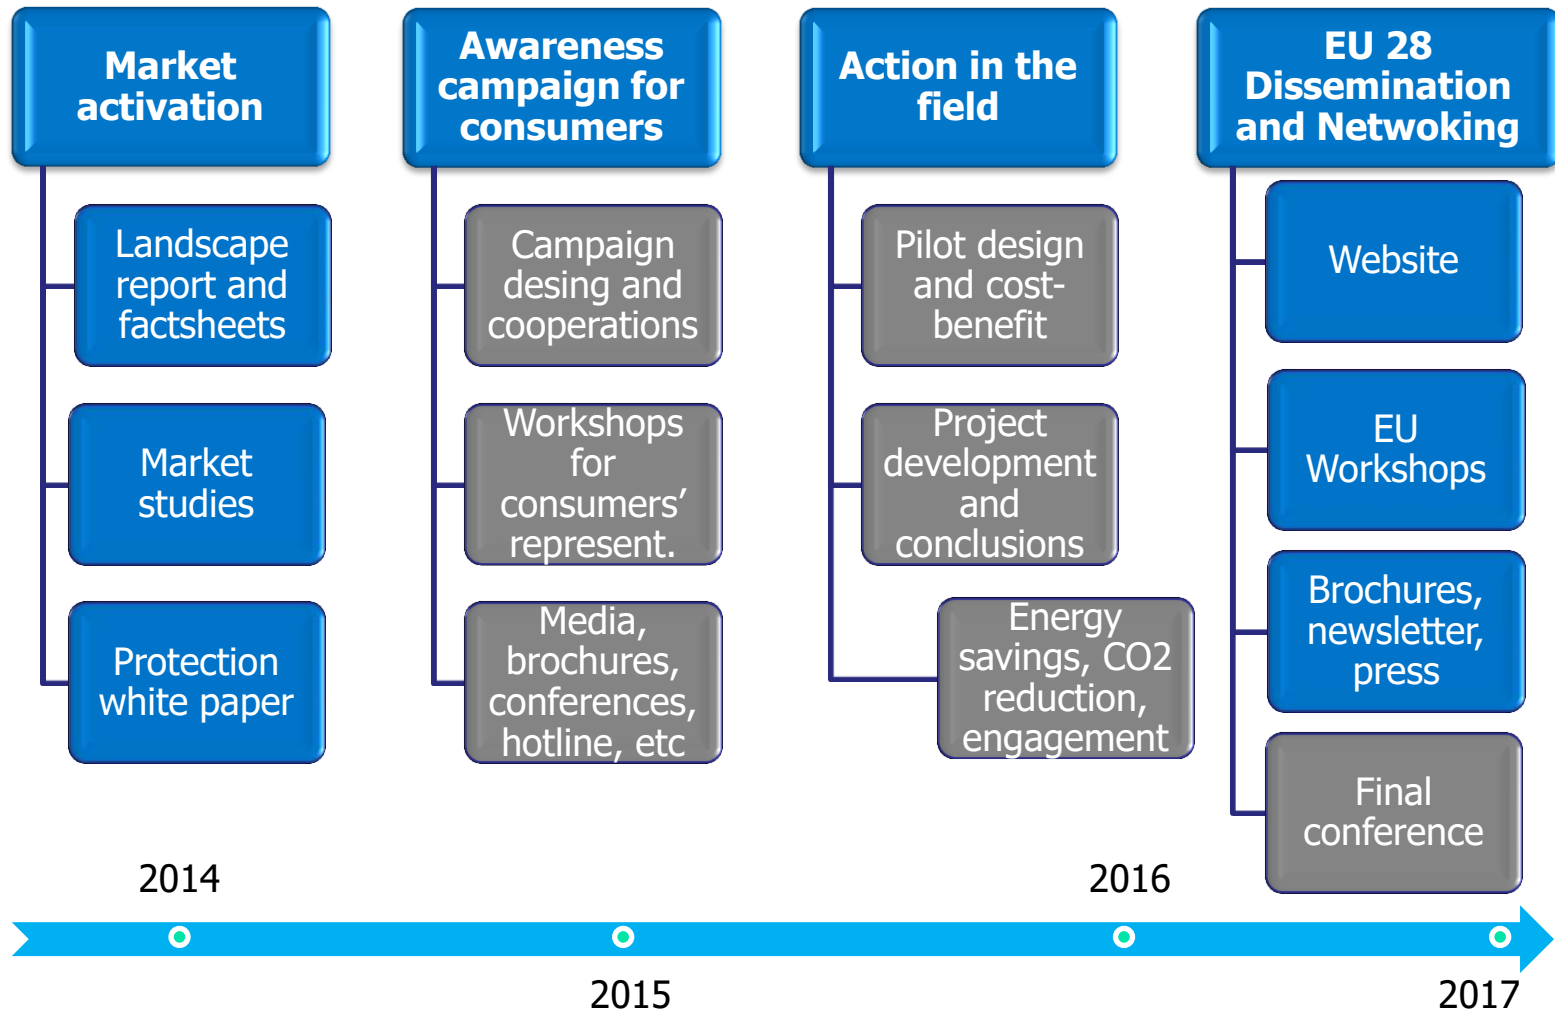 Market
activation
Landscape
report and
factsheets
Market
studies
Protection
white paper
Awareness
campaign for
consumers
Campaign
desing and
cooperations
Workshops
for
consumers’
represent.
Media,
brochures,
conferences,
hotline, etc
Action in the
field
Pilot design
and cost-
benefit
Project
development
and
conclusions
Energy
savings, CO2
reduction,
engagement
EU 28
Dissemination
and Netwoking
Website
EU
Workshops
Brochures,
newsletter,
press
Final
conference
2014
2015
2016
2017